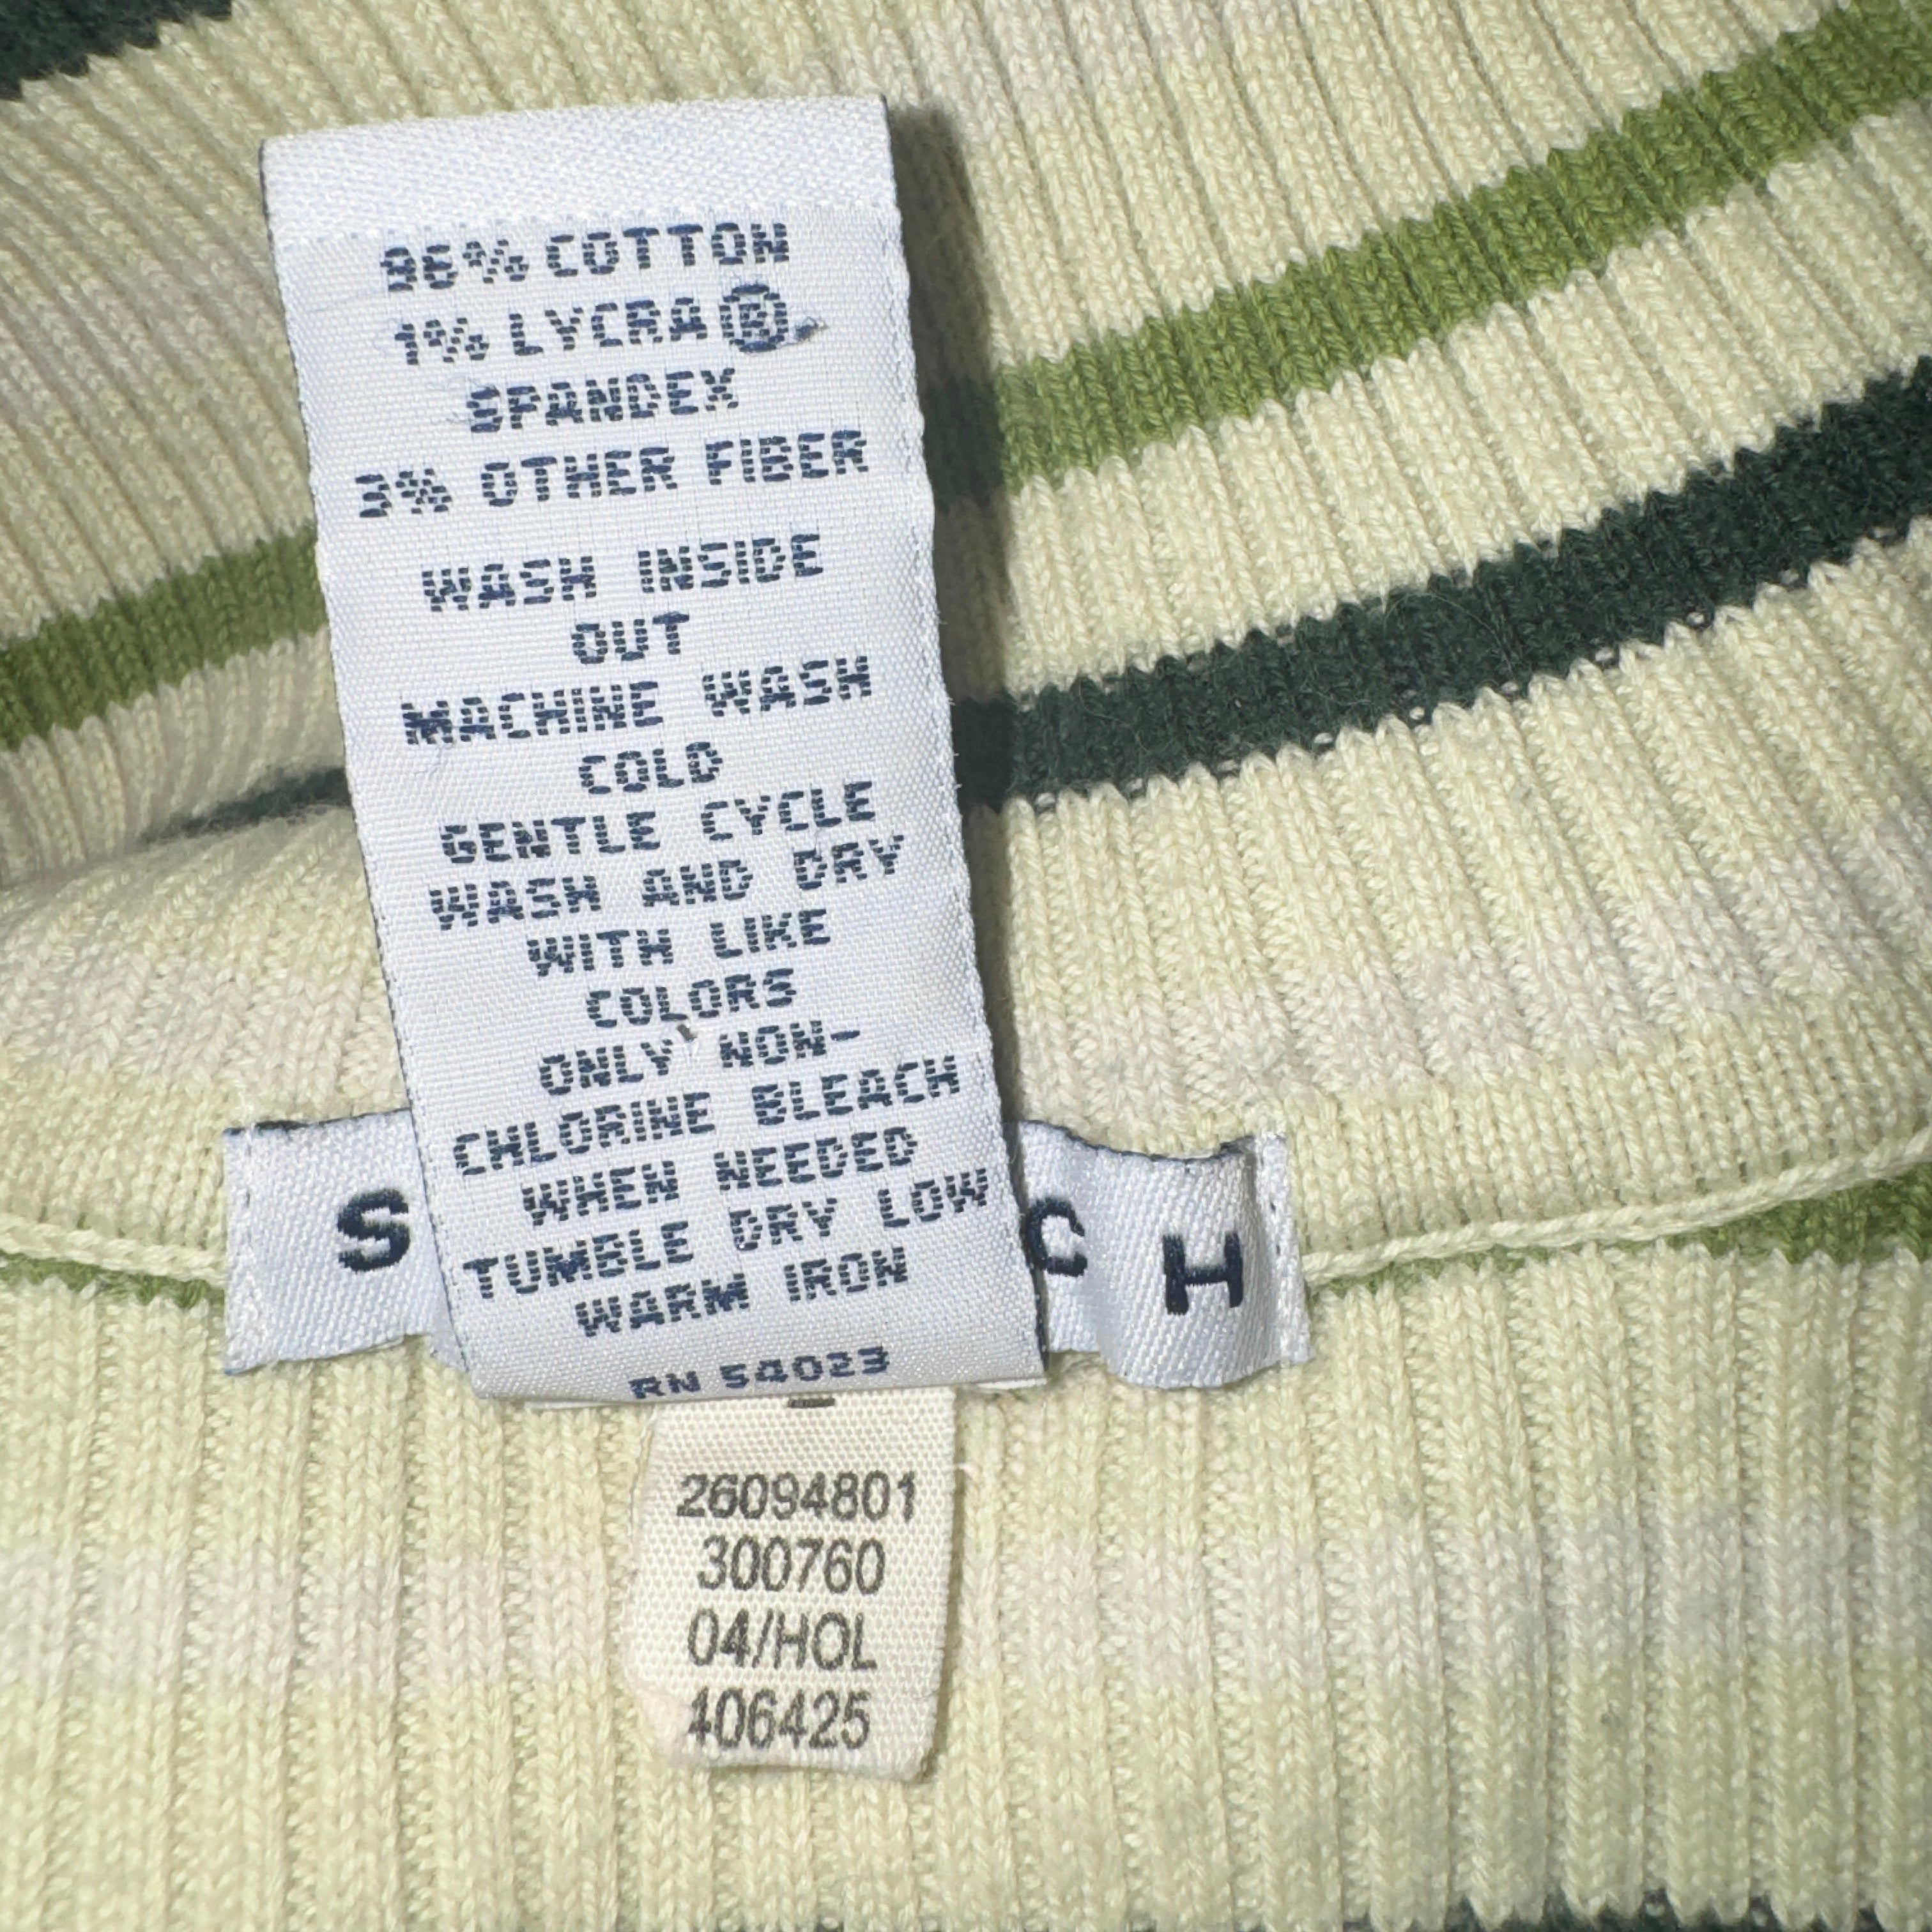 96% COTTON
1% LYCRA®
SPANDEX
3% OTHER FIBER
WASH INSIDE
OUT
MACHINE WASH
COLD
GENTLE CYCLE
WASH AND DRY
WITH LIKE
COLORS
ONLY NON-
CHLORINE BLEACH
WHEN NEEDED
TUMBLE DRY LOW
WARM IRON
RN 54023
S CH
26094801
300760
04/HOL
406425